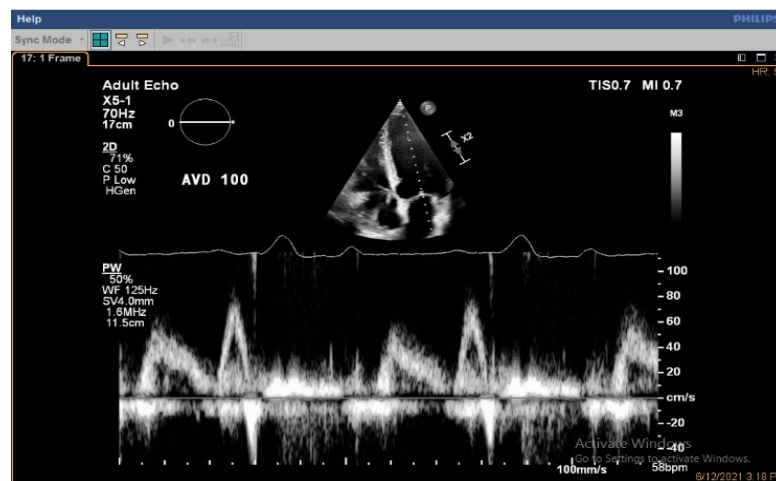 Help
PHILIPS
Sync Mode
17: 1 Frame
HR:
Adult Echo
X5-1
70Hz
17cm
0
TIS0.7 MI 0.7
M3
P
X2
2D
71%
C 50
P Low
HGen
AVD 100
PW
50%
WF 125Hz
SV4.0mm
1.6MHz
11.5cm
100
80
60
40
20
cm/s
-20
-40
Activate Windows
Go to Settings to activate Windows.
100mm/s
58bpm
6/12/2021 3:18 P